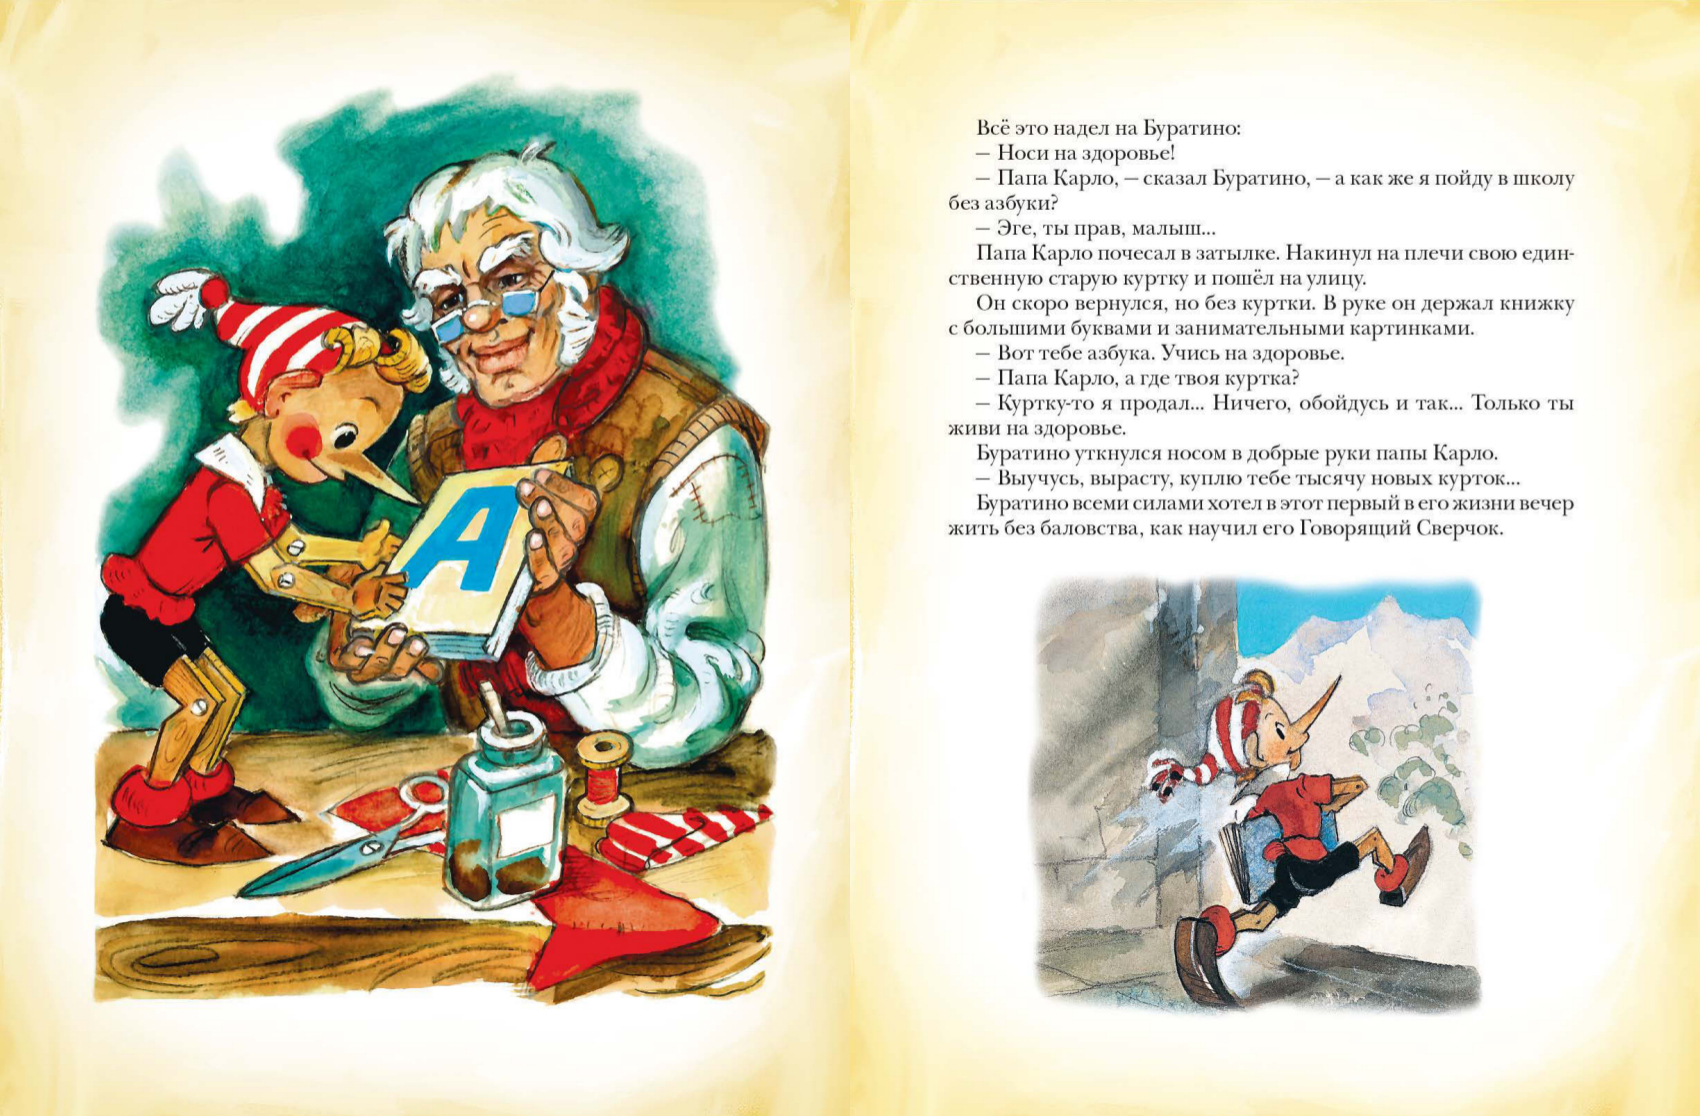 А
Всё это надел на Буратино:
— Носи на здоровье!
— Папа Карло, — сказал Буратино, — а как же я пойду в школу
без азбуки?
— Эге, ты прав, малыш...
Папа Карло почесал в затылке. Накинул на плечи свою един-
ственную старую куртку и пошёл на улицу.
Он скоро вернулся, но без куртки. В руке он держал книжку
с большими буквами и занимательными картинками.
— Вот тебе азбука. Учись на здоровье.
— Папа Карло, а где твоя куртка?
— Куртку-то я продал... Ничего, обойдусь и так... Только ты
живи на здоровье.
Буратино уткнулся носом в добрые руки папы Карло.
— Выучусь, вырасту, куплю тебе тысячу новых курток...
Буратино всеми силами хотел в этот первый в его жизни вечер
жить без баловства, как научил его Говорящий Сверчок.